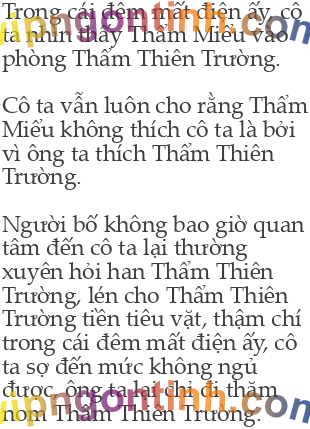 Trong cái đêm mất điện ấy, cô
ta nhìn thấy Thẩm Miểu vào
phòng Thẩm Thiên Trường.
Cô ta vẫn luôn cho rằng Thẩm
Miểu không thích cô ta là bởi
vì ông ta thích Thẩm Thiên
Trường.
Người bố không bao giờ quan
tâm đến cô ta lại thường
xuyên hỏi han Thẩm Thiên
Trường, lén cho Thẩm Thiên
Trường tiền tiêu vặt, thậm chí
trong cái đêm mất điện ấy, cô
ta sợ đến mức không ngủ
được, ông ta lại chỉ đi thăm
nom Thẩm Thiên Trường.